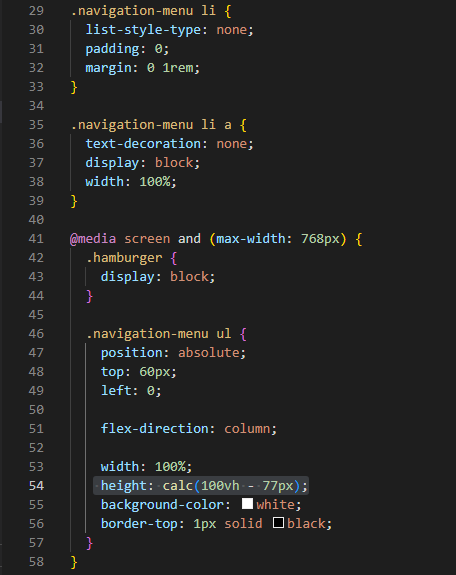 29 .navigation-menu li {
30 list-style-type: none;
31 padding: 0;
32 margin: 0 1rem;
33 }
34
35 .navigation-menu li a {
36 text-decoration: none;
37 display: block;
38 width: 100%;
39 }
40
41 @media screen and (max-width: 768px) {
42 .hamburger {
43 display: block;
44 }
45
46 .navigation-menu ul {
47 position: absolute;
48 top: 60px;
49 left: 0;
50
51 flex-direction: column;
52
53 width: 100%;
54 height: calc(100vh - 77px);
55 background-color: white;
56 border-top: 1px solid black;
57 }
58 }